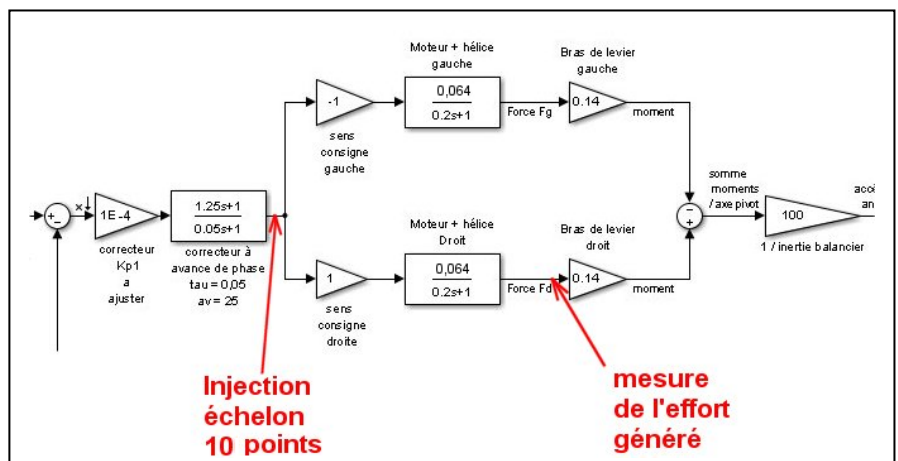 Moteur + hélice
gauche
Bras de levier
gauche
-1
0,064
0.2s+1
0.14
Force Fg
moment
sens
consigne
gauche
somme
moments
/ axe pivot
1E -4
1.25s+1
0.05s+1
correcteur
Kp1
a
ajuster
correcteur à
avance de phase
tau = 0,05
av = 25
Moteur + hélice
Droit
Bras de levier
droit
1
0,064
0.2s+1
0.14
Force Fd
moment
sens
consigne
droite
100
1 / inertie balancier
Injection
échelon
10 points
mesure
de l'effort
généré